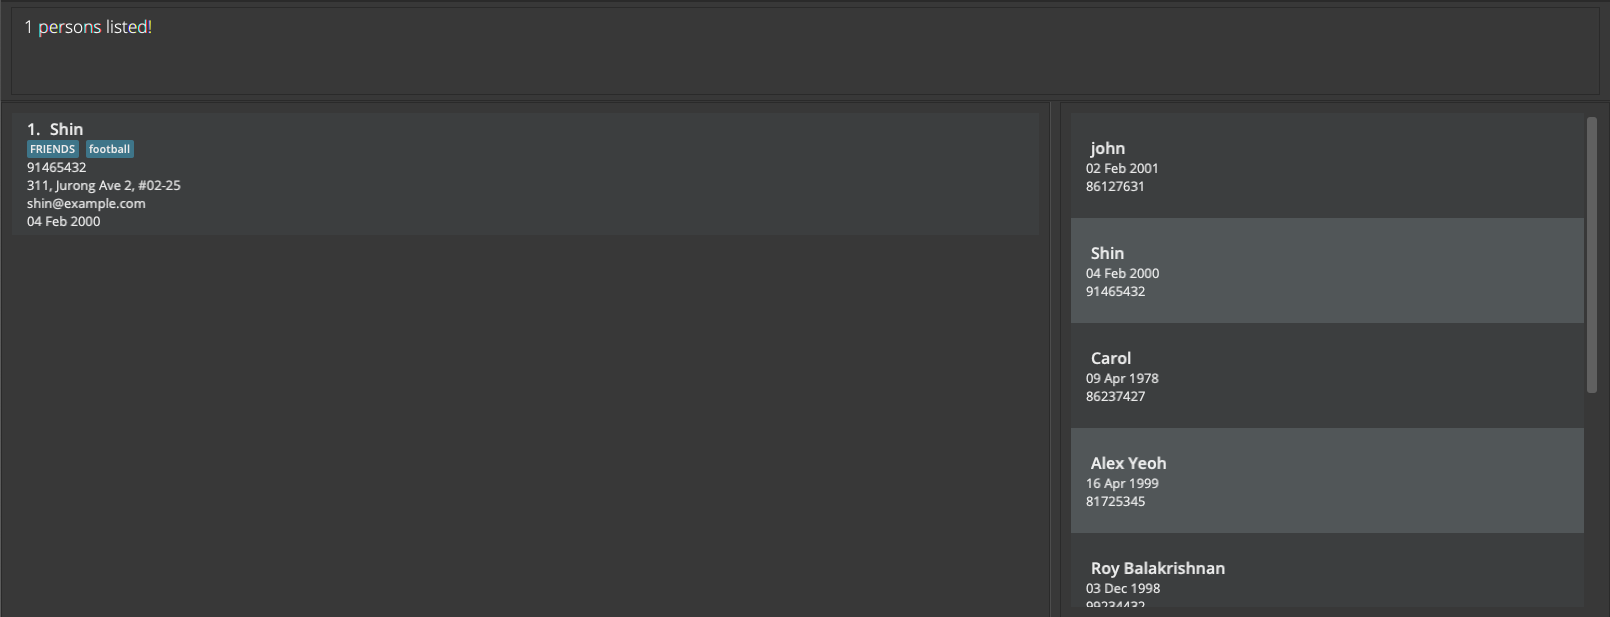 1 persons listed!
1. Shin
FRIENDS football
91465432
311, Jurong Ave 2, #02-25
shin@example.com
04 Feb 2000
john
02 Feb 2001
86127631
Shin
04 Feb 2000
91465432
Carol
09 Apr 1978
86237427
Alex Yeoh
16 Apr 1999
81725345
Roy Balakrishnan
03 Dec 1998
99234432